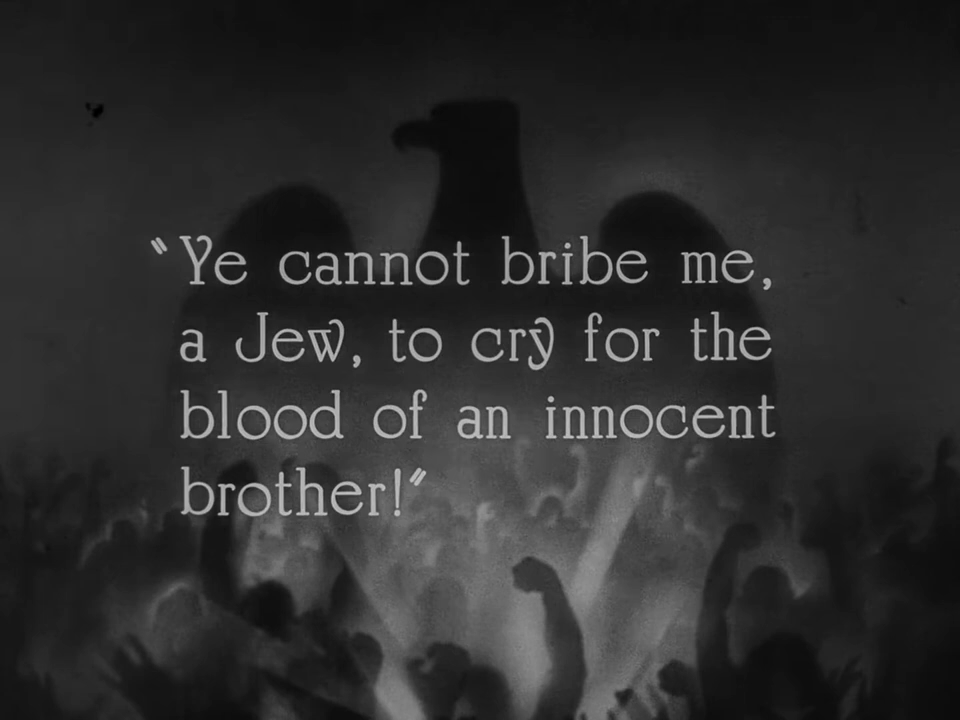 "Ye cannot bribe me,
a Jew, to cry for the
blood of an innocent
brother!"